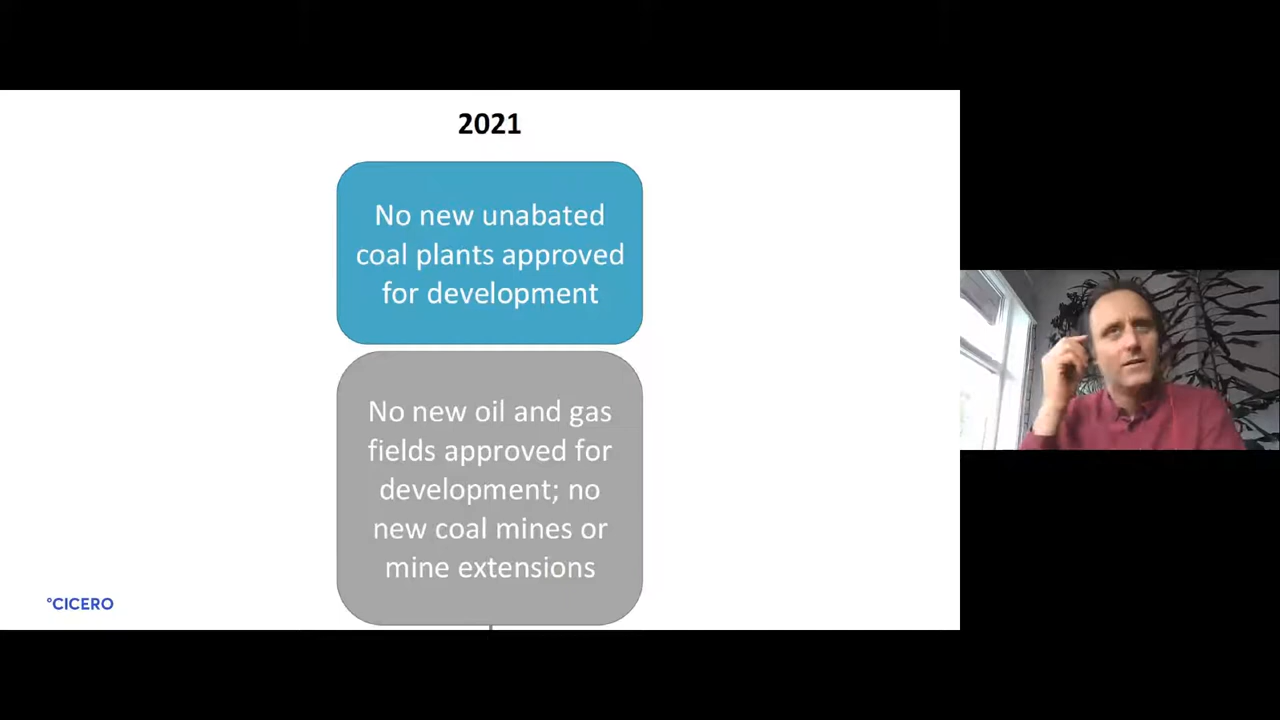 2021
No new unabated
coal plants approved
for development
No new oil and gas
fields approved for
development; no
new coal mines or
mine extensions
°CICERO